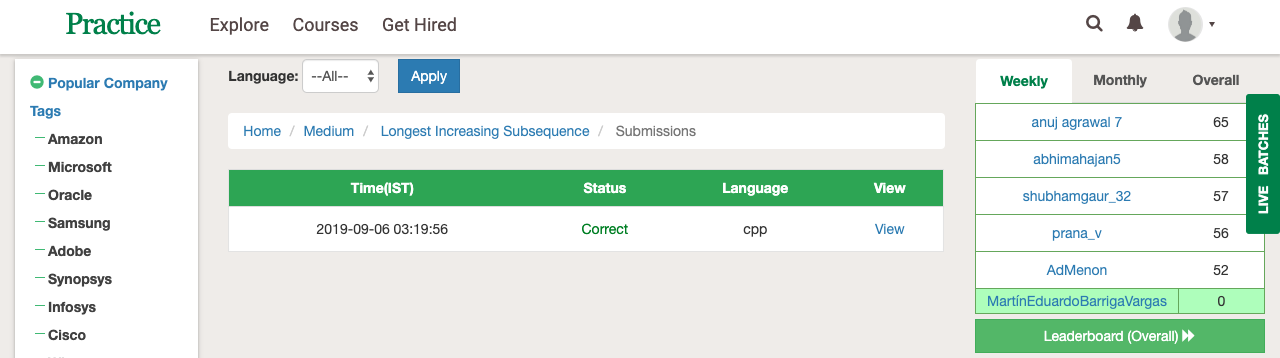 Practice
Explore Courses Get Hired
Popular Company
Tags
Amazon
Microsoft
Oracle
Samsung
Adobe
Synopsys
Infosys
Cisco
Language: --All-- Apply
Home / Medium / Longest Increasing Subsequence / Submissions
Time(IST) Status Language View
2019-09-06 03:19:56 Correct cpp View
Weekly Monthly Overall
anuj agrawal 7 65
abhimahajan5 58
shubhamgaur_32 57
prana_v 56
AdMenon 52
MartínEduardoBarrigaVargas 0
Leaderboard (Overall)
LIVE BATCHES